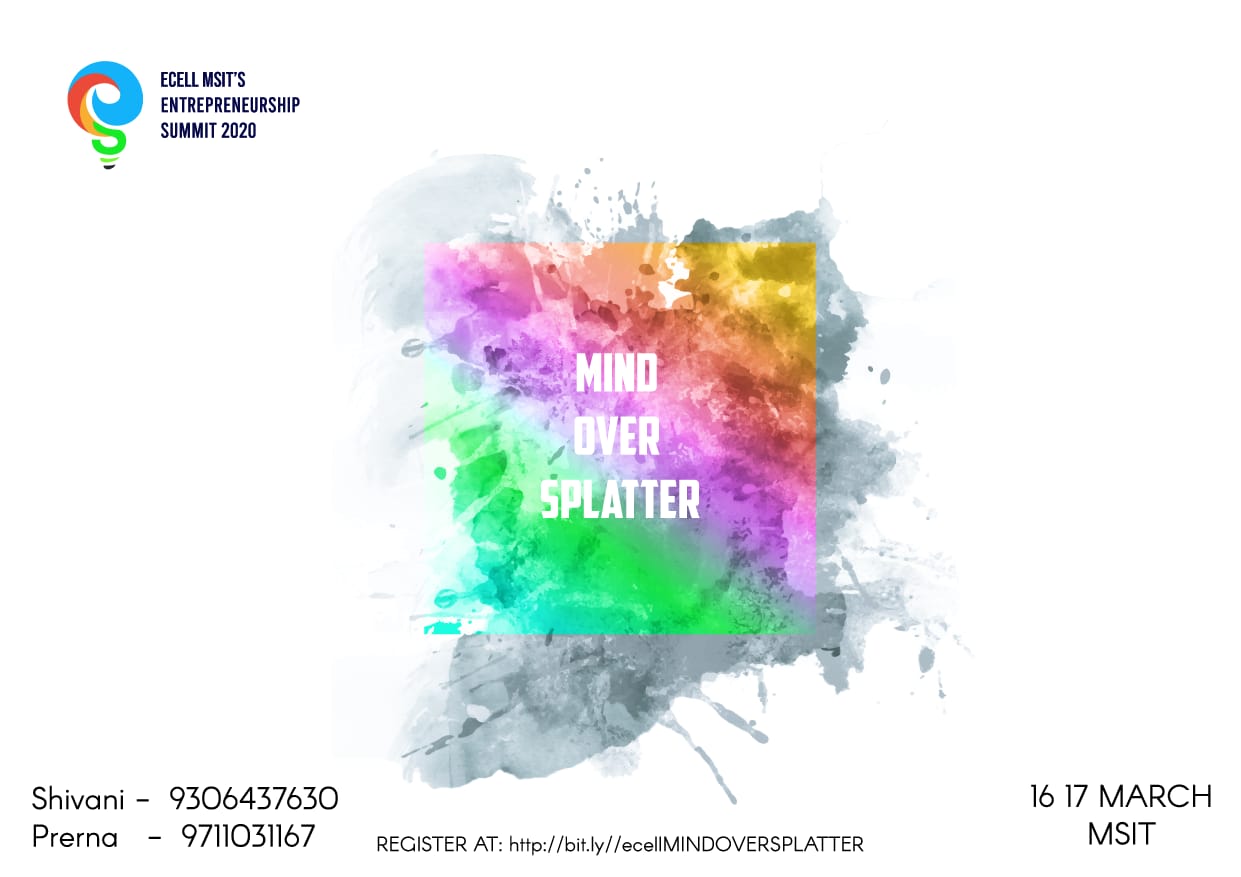 ECELL MSIT'S
ENTREPRENEURSHIP
SUMMIT 2020
MIND
OVER
SPLATTER
Shivani - 9306437630
Prerna - 9711031167
REGISTER AT: http://bit.ly//ecellMINDOVERSPLATTER
16 17 MARCH
MSIT